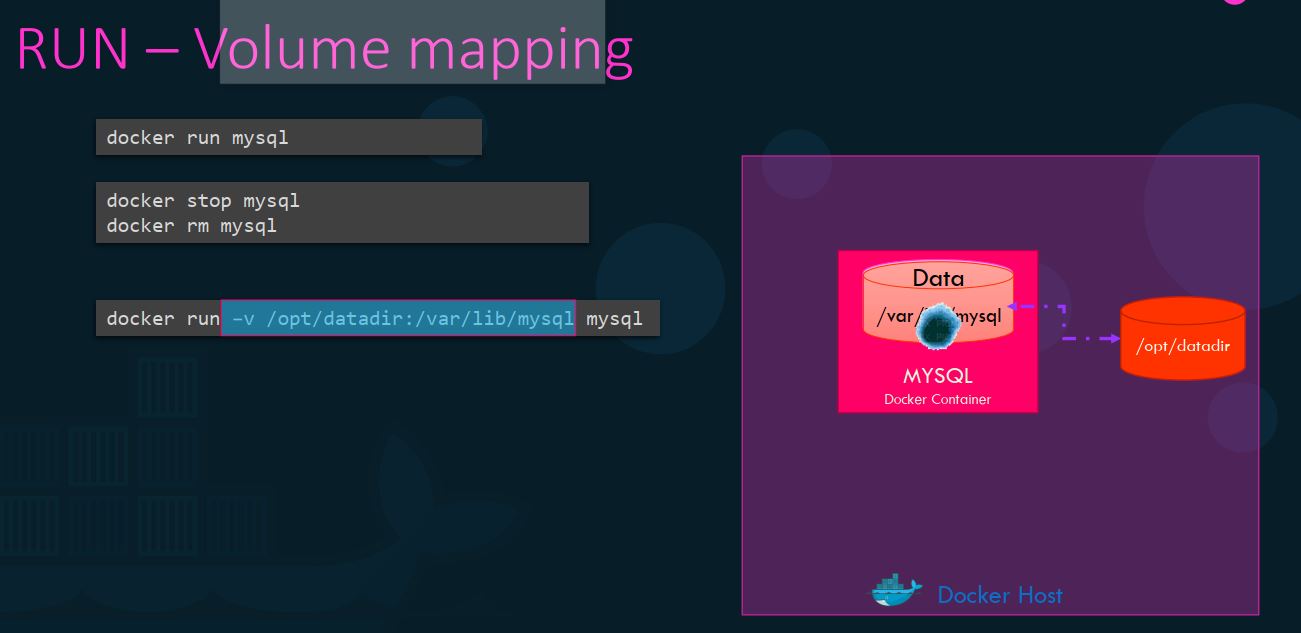 RUN – Volume mapping
docker run mysql
docker stop mysql
docker rm mysql
docker run –v /opt/datadir:/var/lib/mysql mysql
Data
/var/ mysql
MYSQL
Docker Container
/opt/datadir
Docker Host